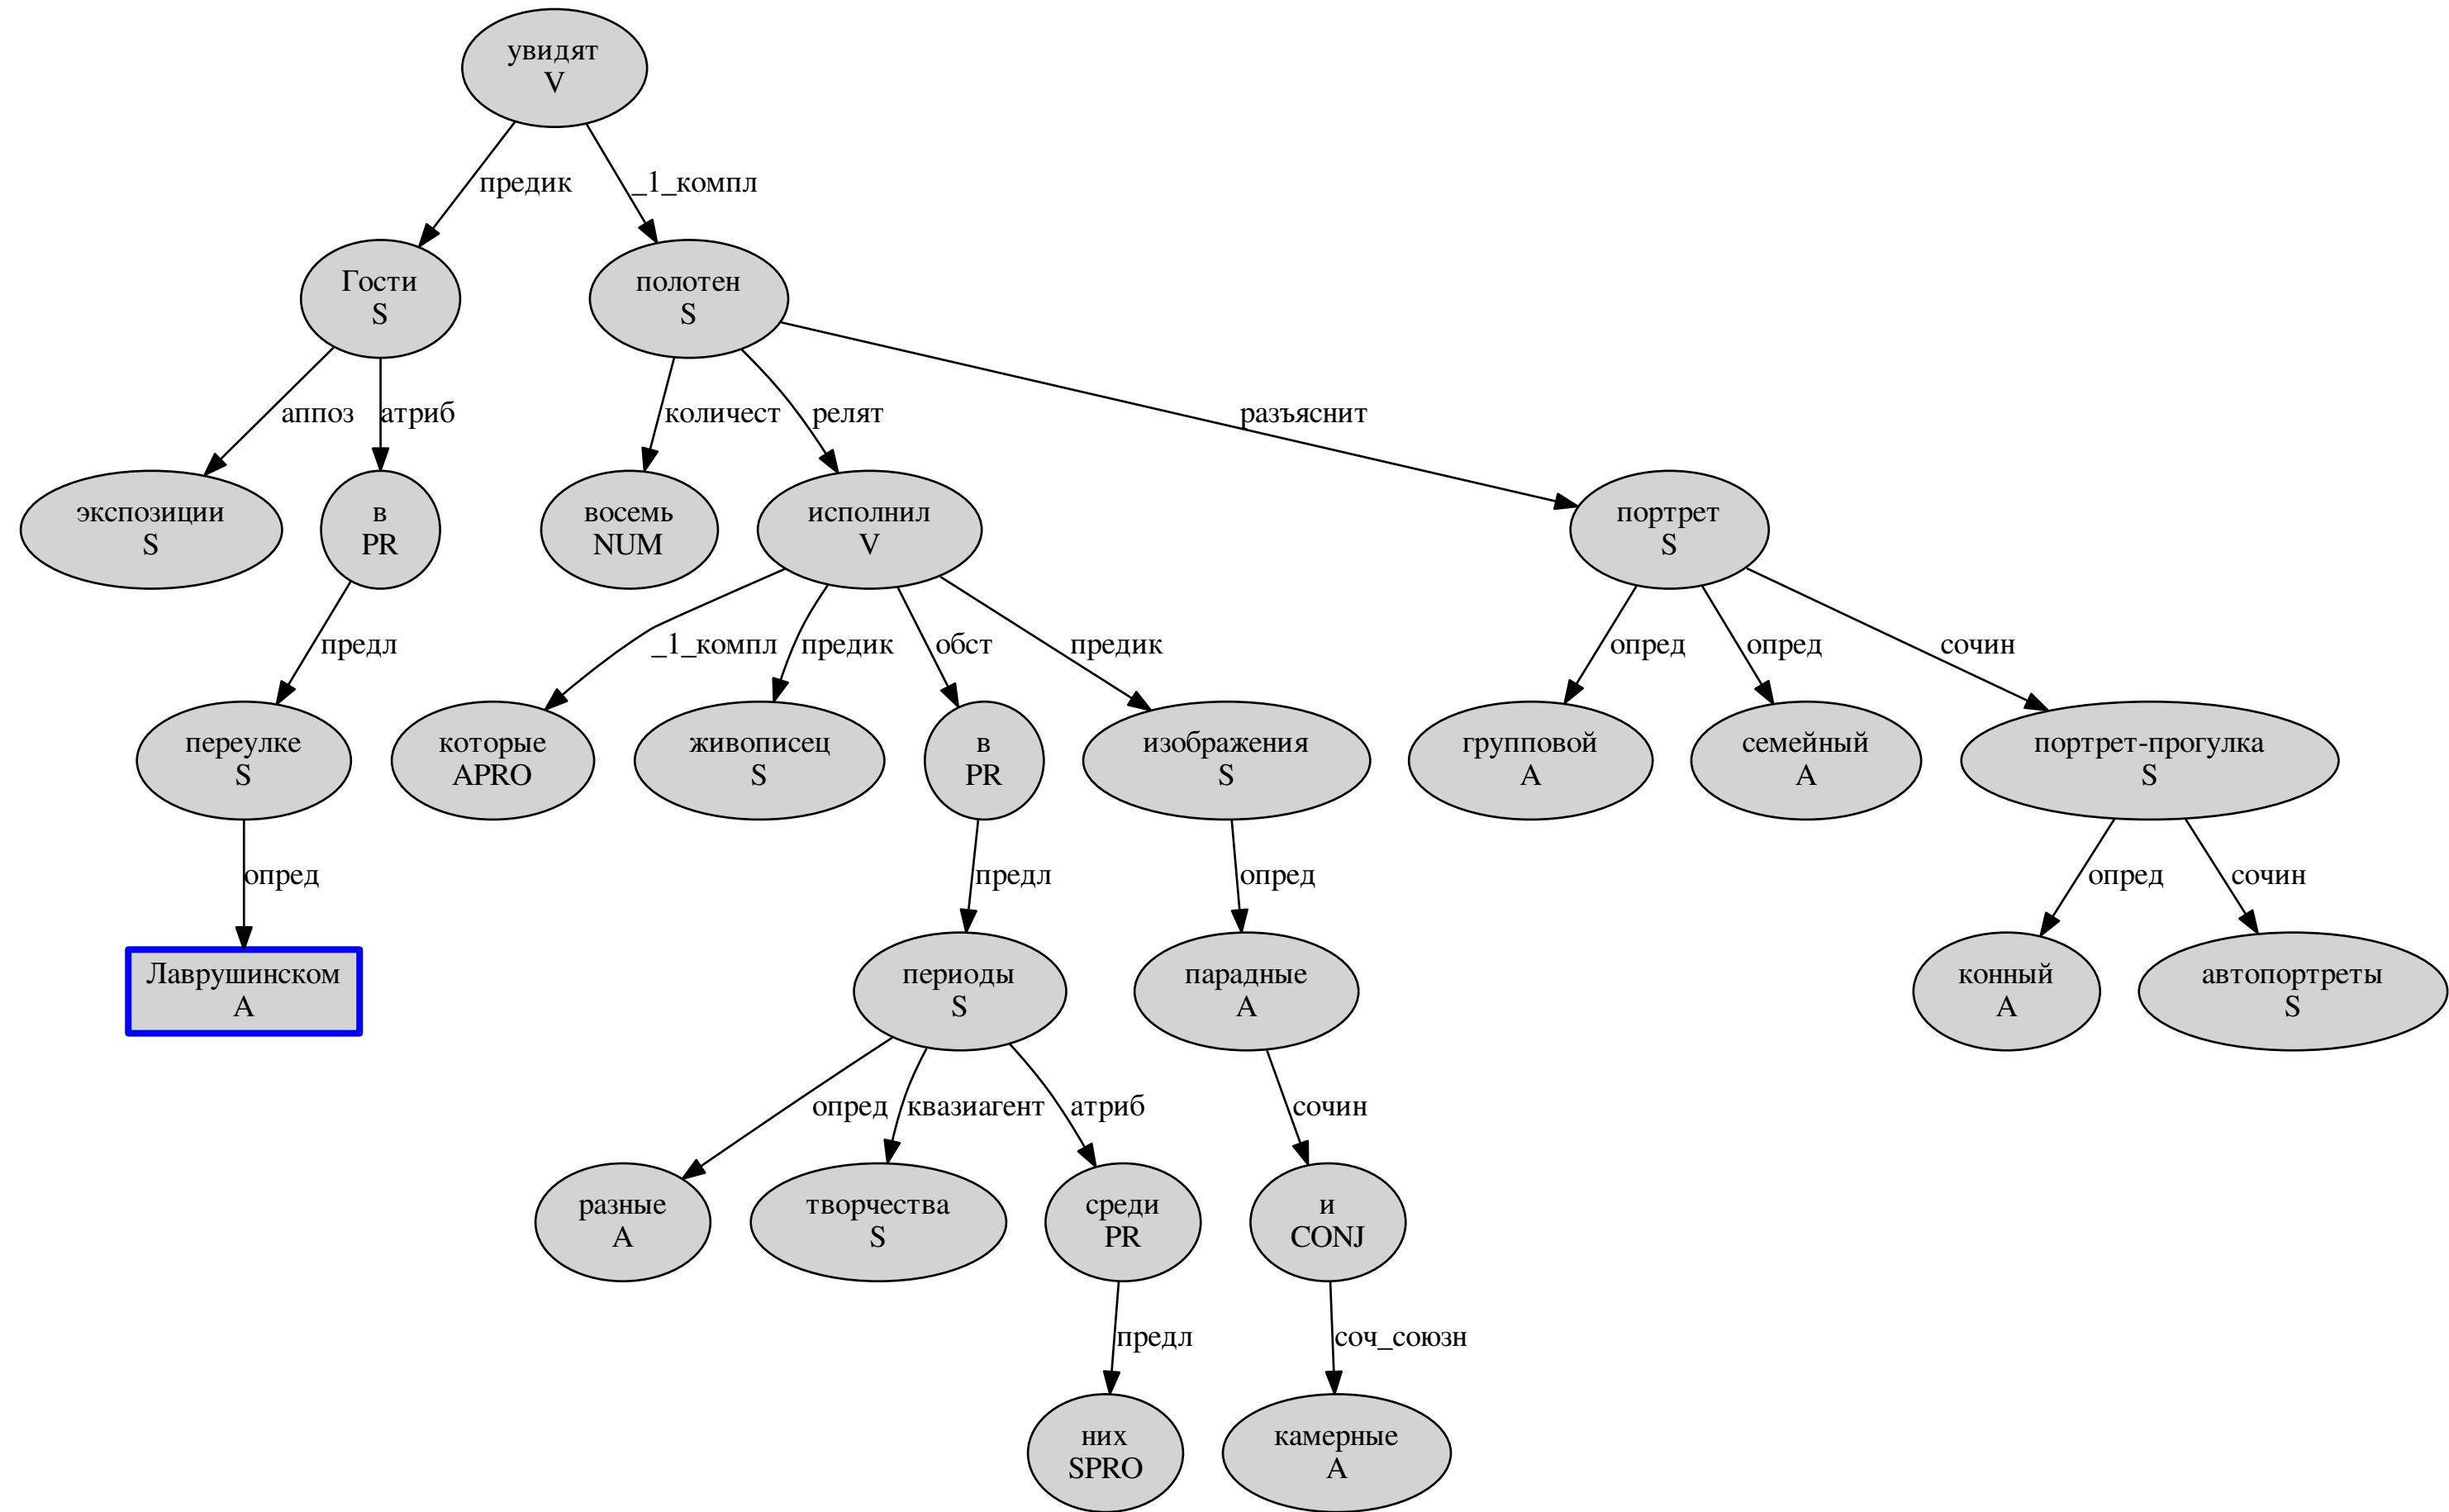 увидят
V
предик
_1_компл
Гости
S
полотен
S
аппоз
атриб
количест
релят
разъяснит
экспозиции
S
в
PR
восемь
NUM
исполнил
V
портрет
S
предл
_1_компл
предик
обст
предик
опред
опред
сочин
переулке
S
которые
APRO
живописец
S
в
PR
изображения
S
групповой
A
семейный
A
портрет-прогулка
S
опред
предл
опред
опред
сочин
Лаврушинском
A
периоды
S
парадные
A
конный
A
автопортреты
S
опред
квазиагент
атриб
сочин
разные
A
творчества
S
среди
PR
и
CONJ
предл
соч_союзн
них
SPRO
камерные
A